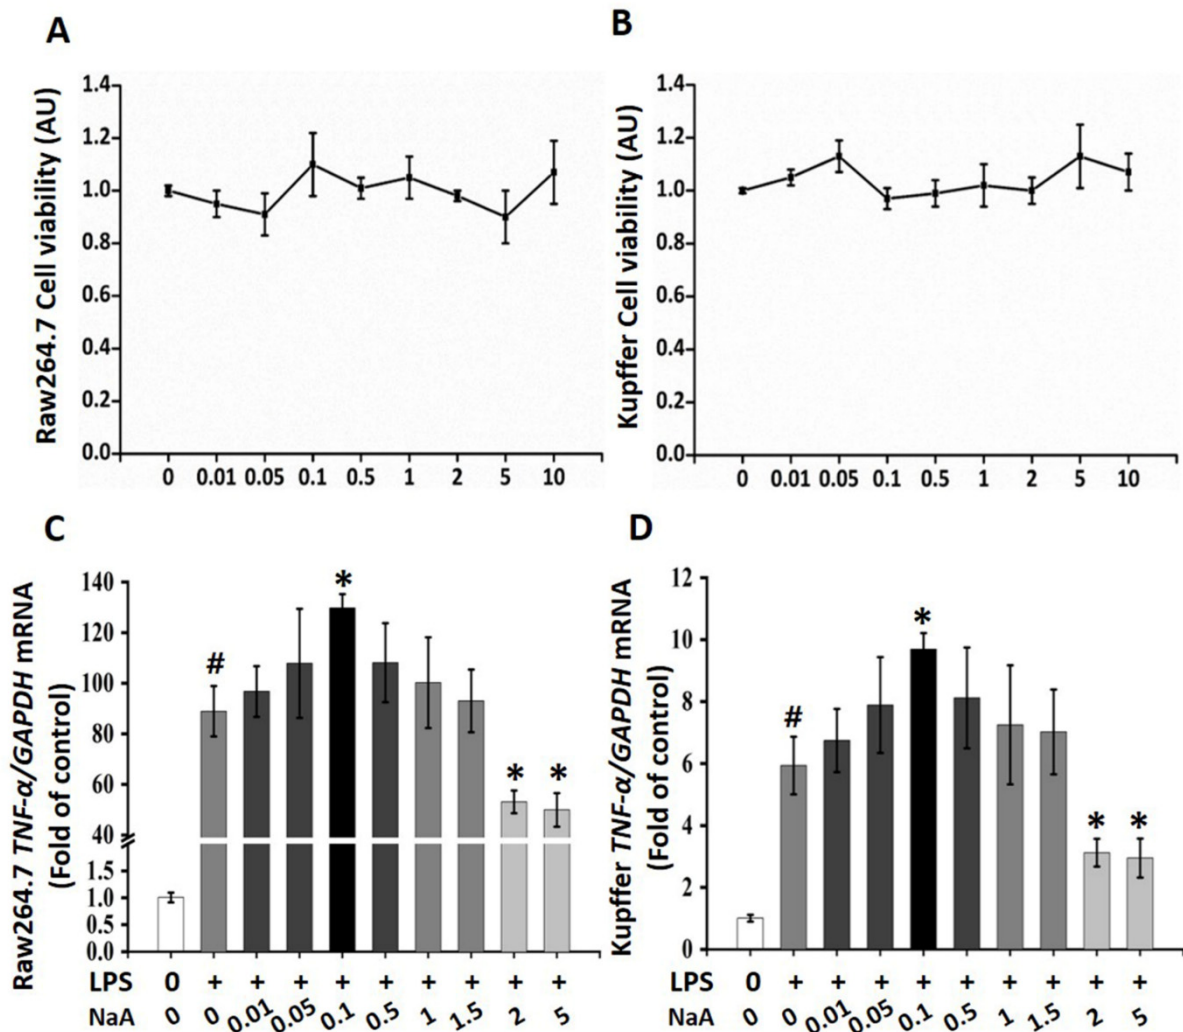 A
B
Raw264.7 Cell viability (AU)
1.4
1.2
1.0
0.8
0.6
0.4
0.2
0.0
0 0.01 0.05 0.1 0.5 1 2 5 10
Kupffer Cell viability (AU)
1.4
1.2
1.0
0.8
0.6
0.4
0.2
0.0
0 0.01 0.05 0.1 0.5 1 2 5 10
C
D
Raw264.7 TNF-α/GAPDH mRNA
(Fold of control)
140
120
100
80
60
40
1.5
1.0
0.5
0.0
# * * *
LPS 0 + + + + + + + + +
NaA 0 0 0.01 0.05 0.1 0.5 1 1.5 2 5
Kupffer TNF-α/GAPDH mRNA
(Fold of control)
12
10
8
6
4
2
0
# * * *
LPS 0 + + + + + + + + +
NaA 0 0 0.01 0.05 0.1 0.5 1 1.5 2 5